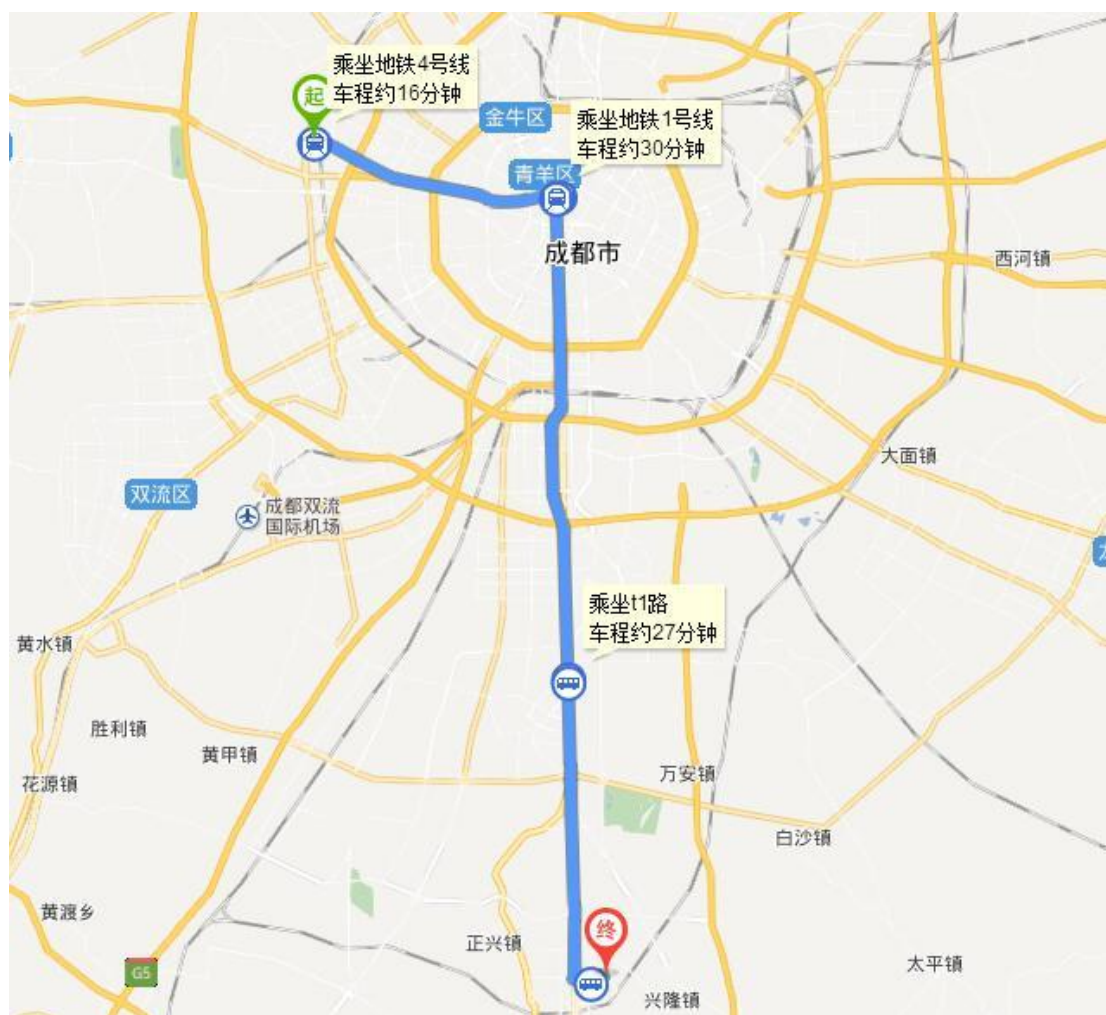 乘坐地铁4号线
车程约16分钟
起
金牛区
乘坐地铁1号线
车程约30分钟
青羊区
成都市
西河镇
大面镇
双流区
成都双流
国际机场
乘坐t1路
车程约27分钟
黄水镇
胜利镇
黄甲镇
花源镇
万安镇
白沙镇
黄渡乡
正兴镇
终
G5
太平镇
兴隆镇